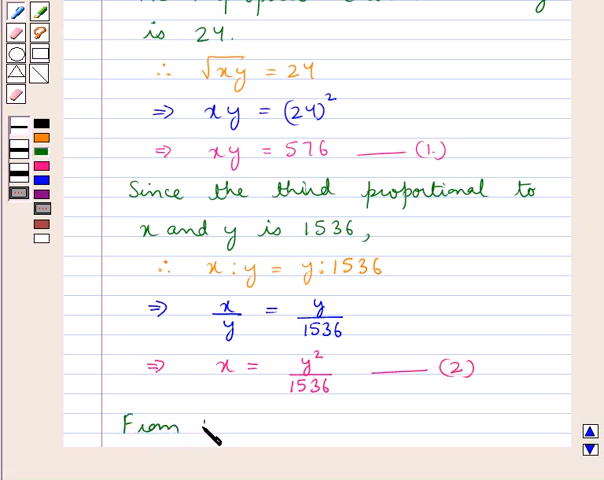 is 24.
∴ √xy = 24
⇒ xy = (24)²
⇒ xy = 576 —— (1.)
Since the third proportional to
x and y is 1536,
∴ x : y = y : 1536
⇒ x/y = y/1536
⇒ x = y²/1536 —— (2)
From